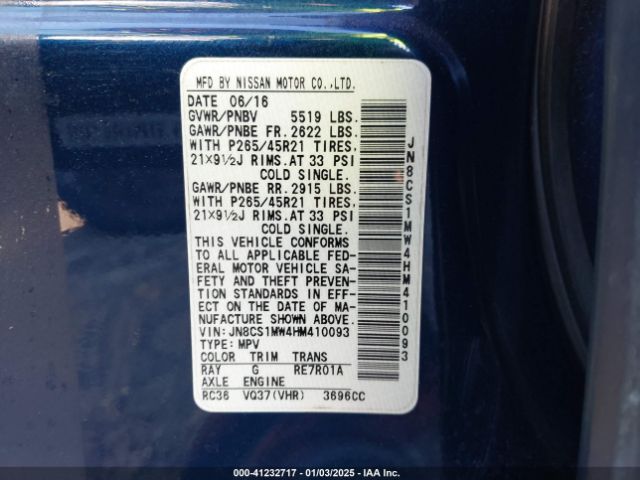 MFD BY NISSAN MOTOR CO.,LTD.
DATE 06/16
GVWR/PNBV 5519 LBS.
GAWR/PNBE FR. 2622 LBS.
WITH P265/45R21 TIRES,
21X9½J RIMS.AT 33 PSI
COLD SINGLE.
GAWR/PNBE RR. 2915 LBS.
WITH P265/45R21 TIRES,
21X9½J RIMS.AT 33 PSI
COLD SINGLE.
THIS VEHICLE CONFORMS
TO ALL APPLICABLE FED-
ERAL MOTOR VEHICLE SA-
FETY AND THEFT PREVENT-
ION STANDARDS IN EFF-
ECT ON THE DATE OF MA-
NUFACTURE SHOWN ABOVE.
VIN: JN8CS1MW4HM410093
TYPE: MPV
COLOR TRIM TRANS
RAY G RE7R01A
AXLE ENGINE
RC36 VQ37(VHR) 3696CC
JN8CS1MW4HM410093
000-41232717 - 01/03/2025 - IAA Inc.